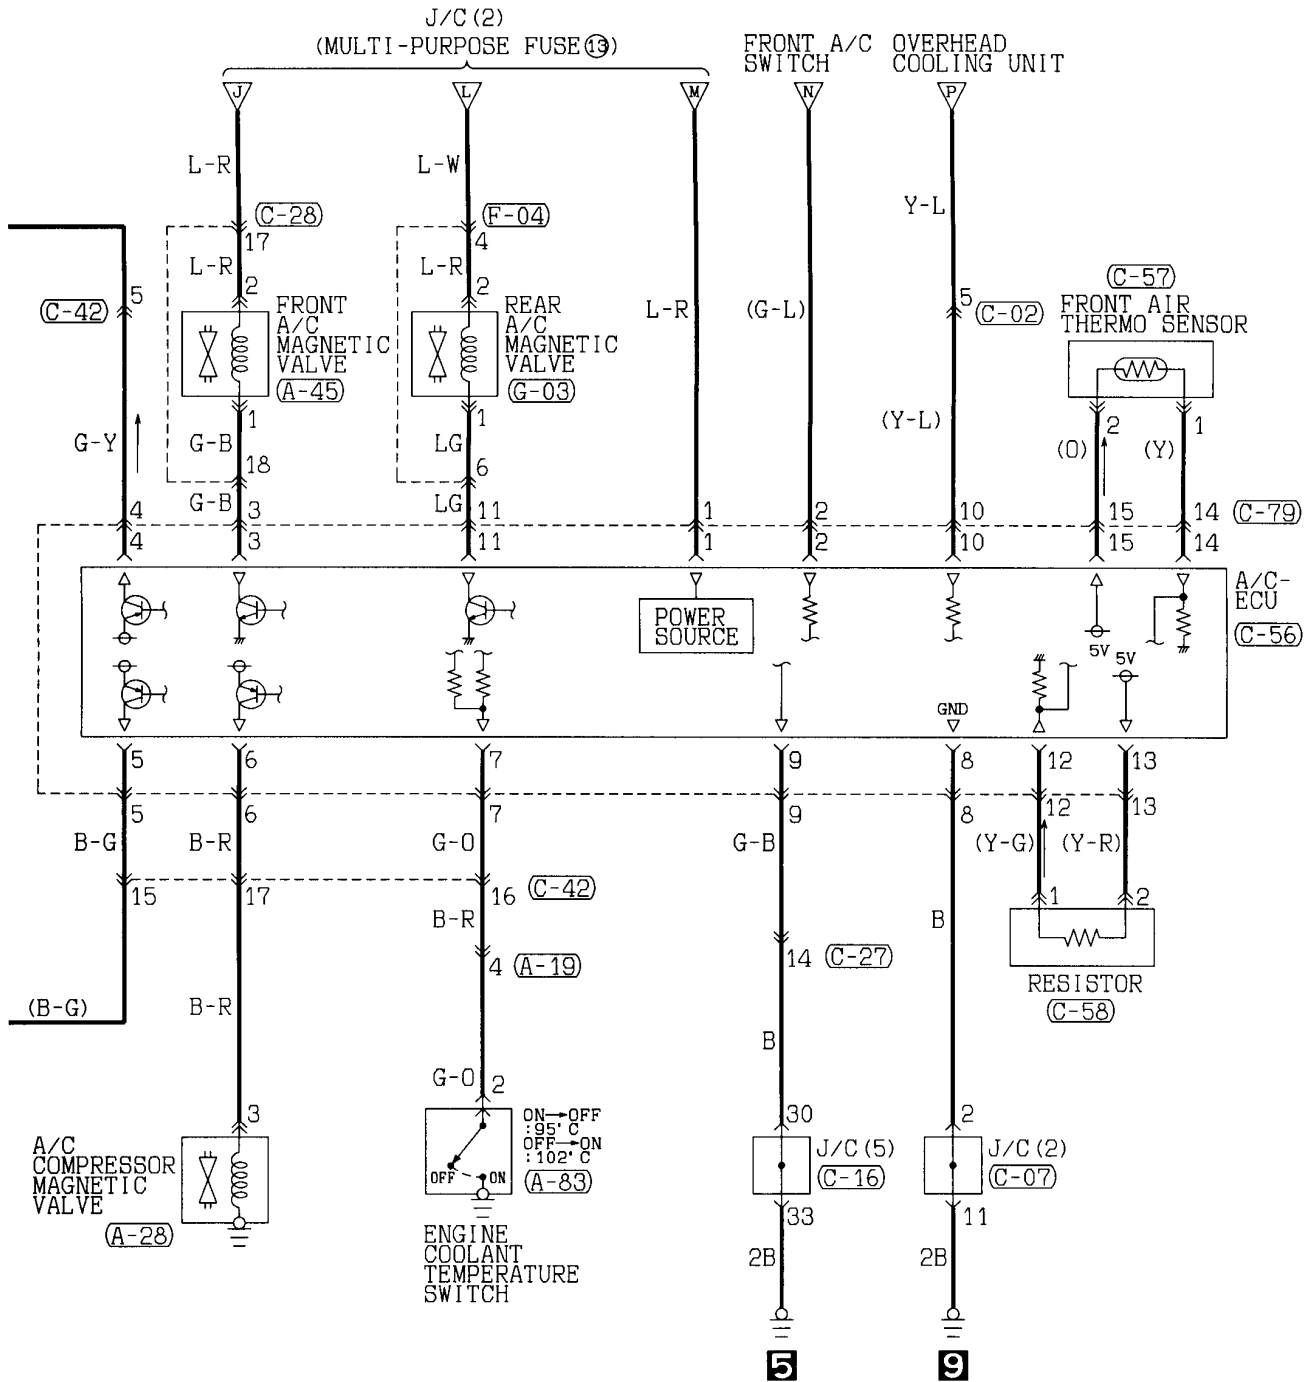 J/C(2)
(MULTI-PURPOSE FUSE⑬)
FRONT A/C SWITCH
OVERHEAD COOLING UNIT
J
L
M
N
P
L-R
L-W
Y-L
C-28
F-04
17
4
L-R
L-R
2
2
5
C-42
FRONT
A/C
MAGNETIC
VALVE
A-45
REAR
A/C
MAGNETIC
VALVE
G-03
L-R
(G-L)
5
C-02
C-57
FRONT AIR
THERMO SENSOR
1
1
(Y-L)
2
1
G-Y
G-B
LG
(O)
(Y)
18
6
G-B
LG
4
3
11
1
2
10
15
14
C-79
4
3
11
1
2
10
15
14
A/C-
ECU
C-56
POWER
SOURCE
5V
5V
GND
5
6
7
9
8
12
13
5
6
7
9
8
12
13
B-G
B-R
G-O
G-B
(Y-G)
(Y-R)
15
17
16
C-42
1
2
B-R
B
4
A-19
14
C-27
RESISTOR
C-58
(B-G)
B-R
B
G-O
2
3
30
2
A/C
COMPRESSOR
MAGNETIC
VALVE
A-28
ON→OFF
:95°C
OFF→ON
:102°C
OFF
ON
A-83
J/C(5)
C-16
J/C(2)
C-07
33
11
ENGINE
COOLANT
TEMPERATURE
SWITCH
2B
2B
5
9